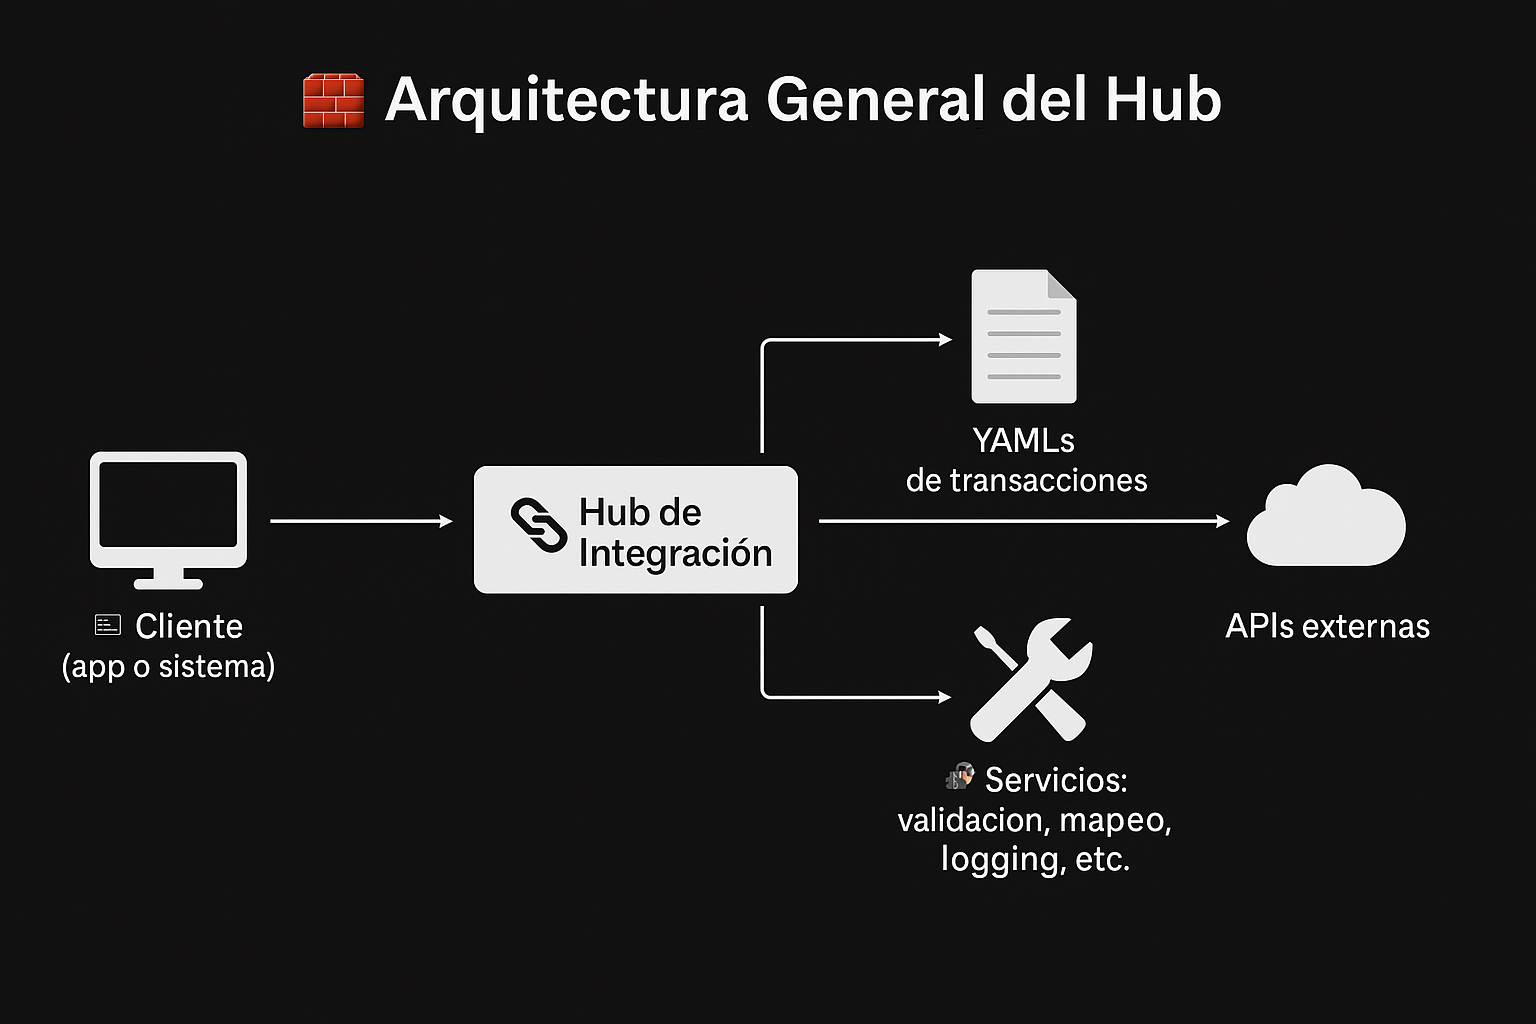 Arquitectura General del Hub
YAMLs
de transacciones
Hub de
Integración
Cliente
(app o sistema)
APIs externas
Servicios:
validacion, mapeo,
logging, etc.